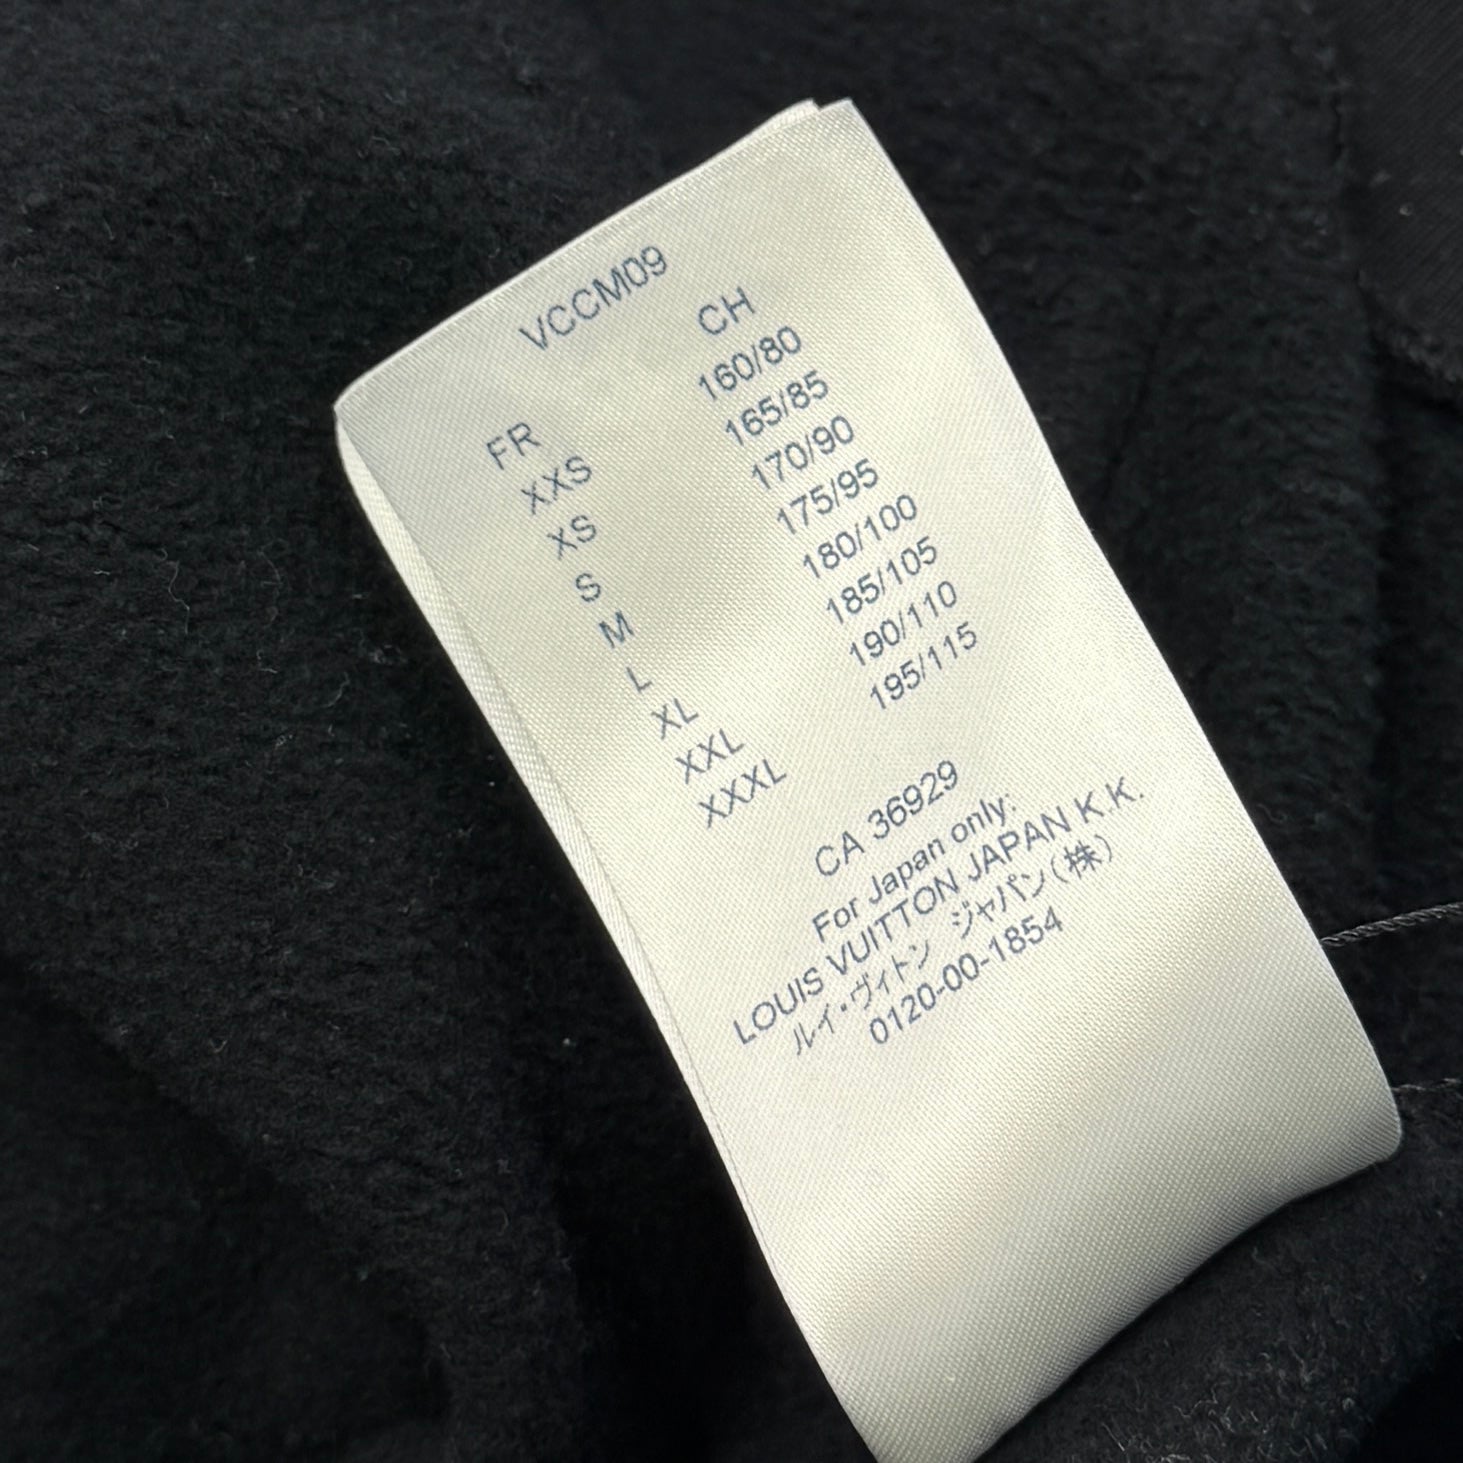 VCCM09
FR CH
XXS 160/80
XS 165/85
S 170/90
M 175/95
L 180/100
XL 185/105
XXL 190/110
XXXL 195/115
CA 36929
For Japan only:
LOUIS VUITTON JAPAN K.K.
ルイ・ヴィトン ジャパン(株)
0120-00-1854